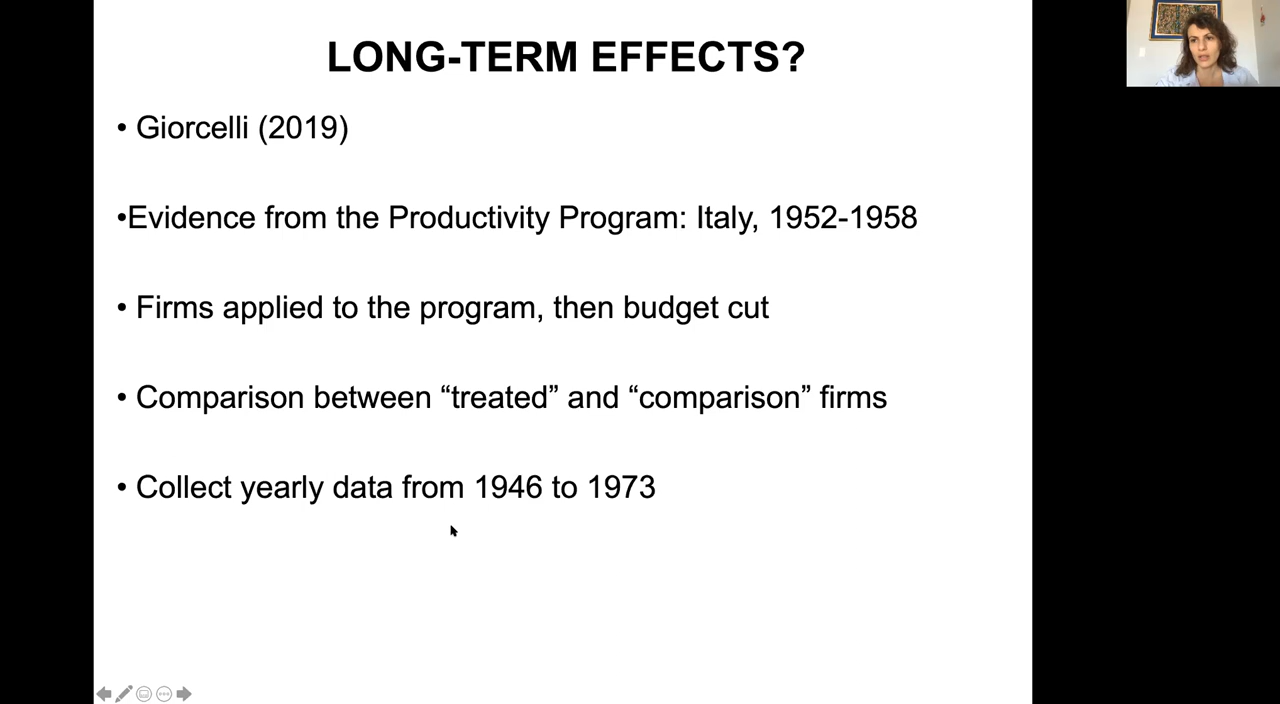 LONG-TERM EFFECTS?
• Giorcelli (2019)
•Evidence from the Productivity Program: Italy, 1952-1958
• Firms applied to the program, then budget cut
• Comparison between “treated” and “comparison” firms
• Collect yearly data from 1946 to 1973